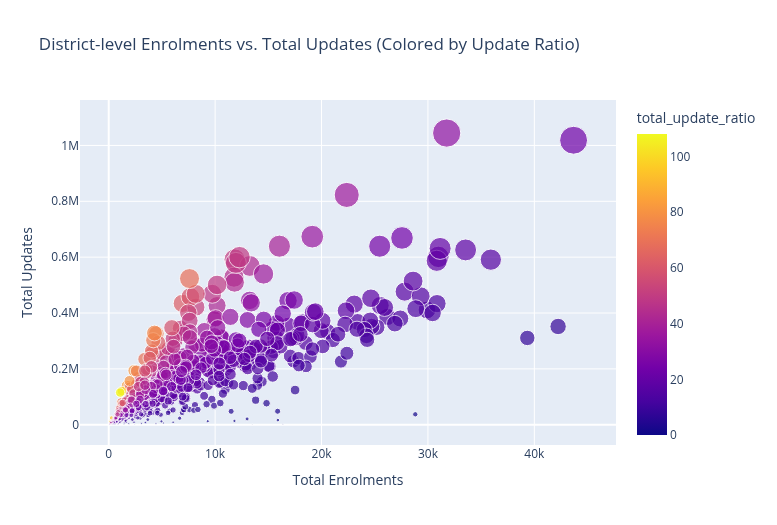 District-level Enrolments vs. Total Updates (Colored by Update Ratio)
total_update_ratio
1M
0.8M
0.6M
0.4M
0.2M
0
Total Updates
0
10k
20k
30k
40k
Total Enrolments
100
80
60
40
20
0